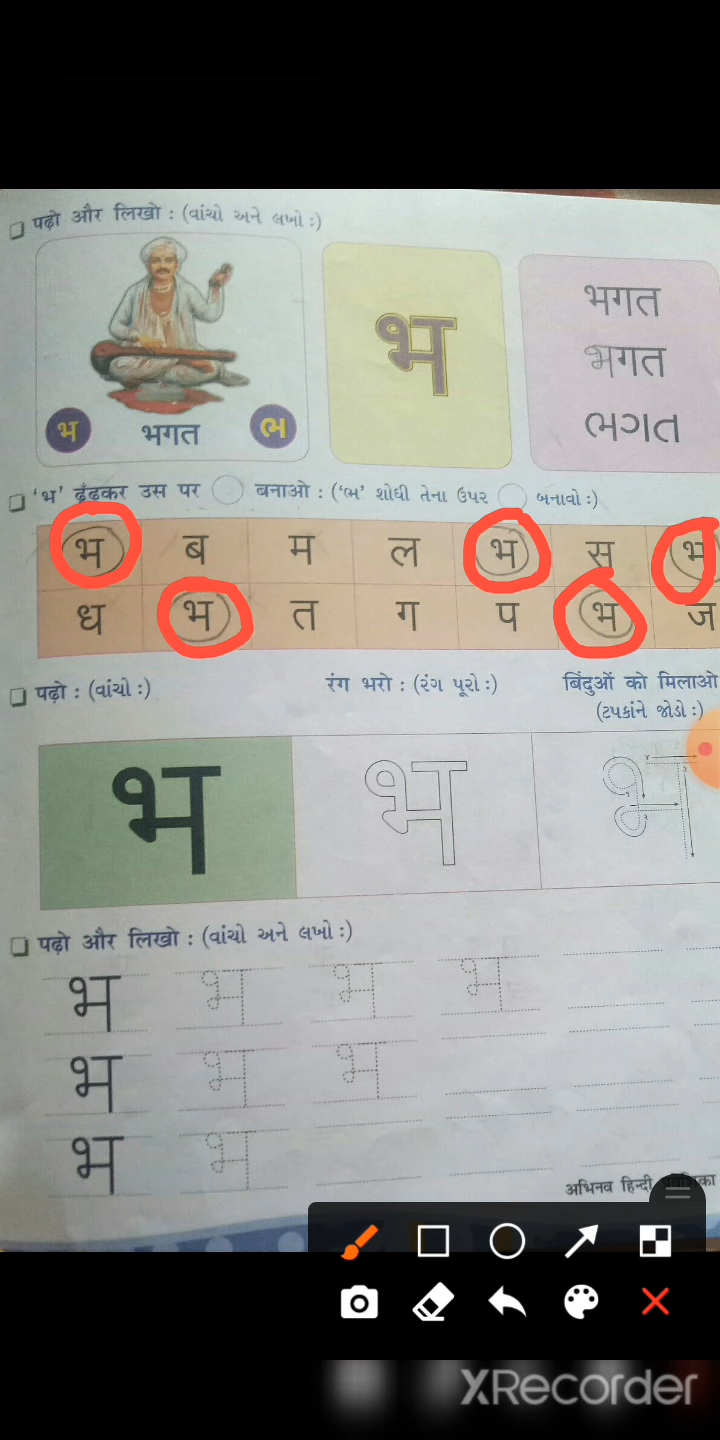 पढ़ो और लिखो : (વાંચો અને લખો :)
भगत
भगत
ભગત
भ
भ
भगत
ભ
'भ' ढूंढकर उस पर ◯ बनाओ : ('ભ' શોધી તેના ઉપર ◯ બનાવો :)
भ ब म ल भ स भ
ध भ त ग प भ ज
पढ़ो : (વાંચો :)
रंग भरो : (રંગ પૂરો :)
बिंदुओं को मिलाओ
(ટપકાંને જોડો :)
भ भ भ
पढ़ो और लिखो : (વાંચો અને લખો :)
भ भ भ भ
भ भ भ
भ भ
अभिनव हिन्दी
XRecorder